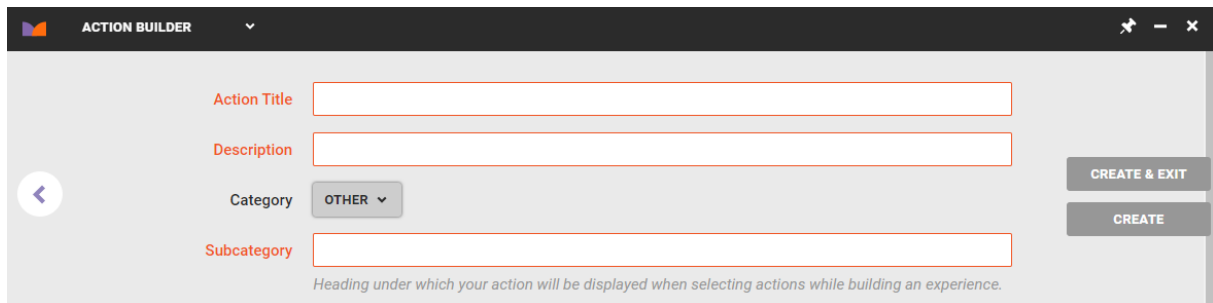 ACTION BUILDER
Action Title
Description
CREATE & EXIT
Category OTHER
CREATE
Subcategory
Heading under which your action will be displayed when selecting actions while building an experience.